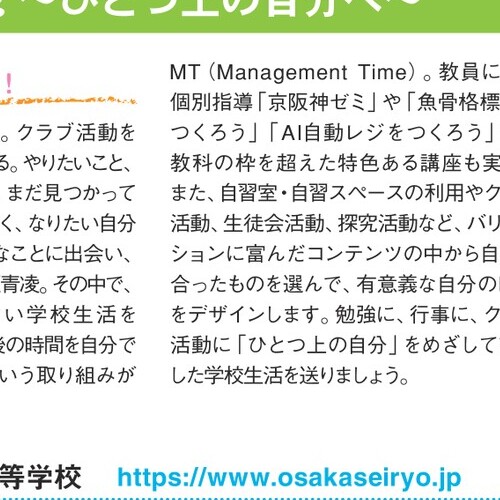 ～ひとつ上の自分へ～
！
。クラブ活動を
る。やりたいこと、
まだ見つかって
く、なりたい自分
なことに出会い、
青凌。その中で、
い学校生活を
後の時間を自分で
いう取り組みが
MT（Management Time）。教員に
個別指導「京阪神ゼミ」や「魚骨格標
つくろう」「AI自動レジをつくろう」
教科の枠を超えた特色ある講座も実
また、自習室・自習スペースの利用やク
活動、生徒会活動、探究活動など、バリ
ションに富んだコンテンツの中から自
合ったものを選んで、有意義な自分の
をデザインします。勉強に、行事に、ク
活動に「ひとつ上の自分」をめざして
した学校生活を送りましょう。
等学校 https://www.osakaseiryo.jp